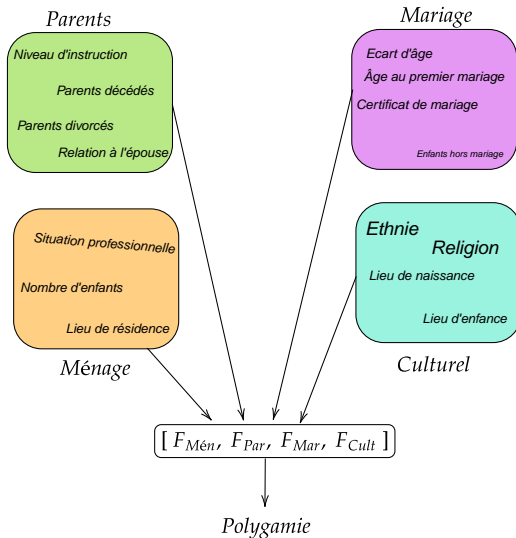 Parents
Niveau d'instruction
Parents décédés
Parents divorcés
Relation à l'épouse
Mariage
Ecart d'âge
Âge au premier mariage
Certificat de mariage
Enfants hors mariage
Situation professionnelle
Nombre d'enfants
Lieu de résidence
Ménage
Ethnie
Religion
Lieu de naissance
Lieu d'enfance
Culturel
[ F_Mén, F_Par, F_Mar, F_Cult ]
Polygamie